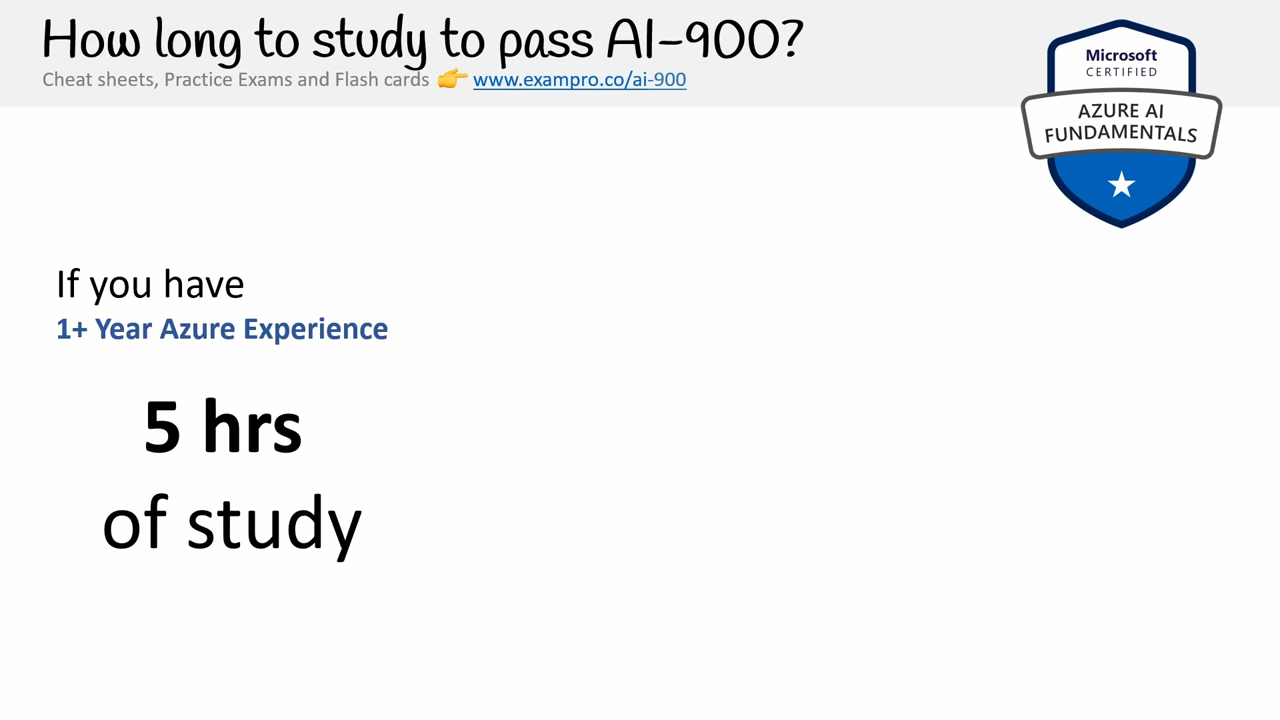 How long to study to pass AI-900?
Cheat sheets, Practice Exams and Flash cards 👉 www.exampro.co/ai-900
Microsoft
CERTIFIED
AZURE AI
FUNDAMENTALS
If you have
1+ Year Azure Experience
5 hrs
of study